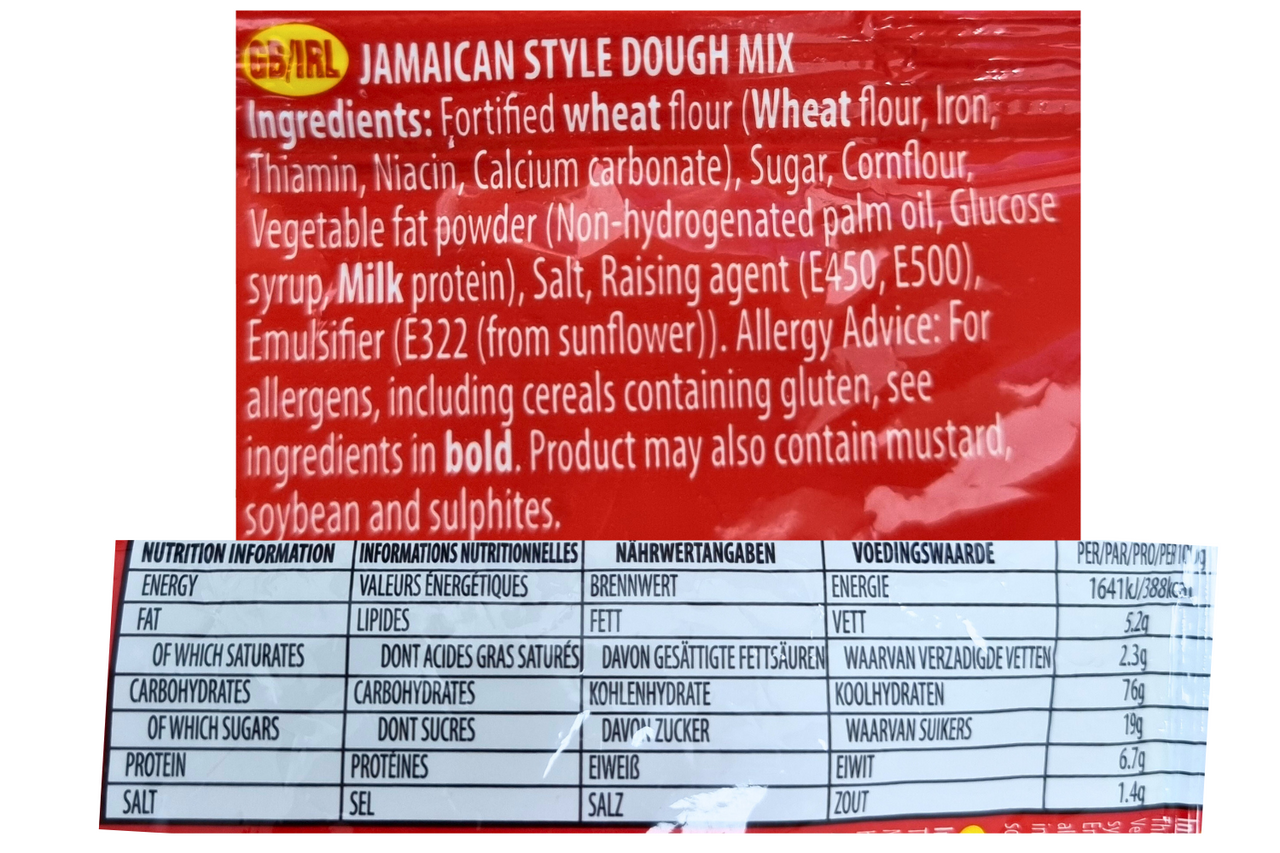 GB/IRL JAMAICAN STYLE DOUGH MIX
Ingredients: Fortified wheat flour (Wheat flour, Iron,
Thiamin, Niacin, Calcium carbonate), Sugar, Cornflour,
Vegetable fat powder (Non-hydrogenated palm oil, Glucose
syrup, Milk protein), Salt, Raising agent (E450, E500),
Emulsifier (E322 (from sunflower)). Allergy Advice: For
allergens, including cereals containing gluten, see
ingredients in bold. Product may also contain mustard,
soybean and sulphites.
NUTRITION INFORMATION INFORMATIONS NUTRITIONNELLES NÄHRWERTANGABEN VOEDINGSWAARDE PER/PAR/PRO/PER 100g
ENERGY VALEURS ÉNERGÉTIQUES BRENNWERT ENERGIE 1641kJ/388kcal
FAT LIPIDES FETT VETT 5.2g
OF WHICH SATURATES DONT ACIDES GRAS SATURÉS DAVON GESÄTTIGTE FETTSÄUREN WAARVAN VERZADIGDE VETTEN 2.3g
CARBOHYDRATES CARBOHYDRATES KOHLENHYDRATE KOOLHYDRATEN 76g
OF WHICH SUGARS DONT SUCRES DAVON ZUCKER WAARVAN SUIKERS 19g
PROTEIN PROTÉINES EIWEIß EIWIT 6.7g
SALT SEL SALZ ZOUT 1.4g